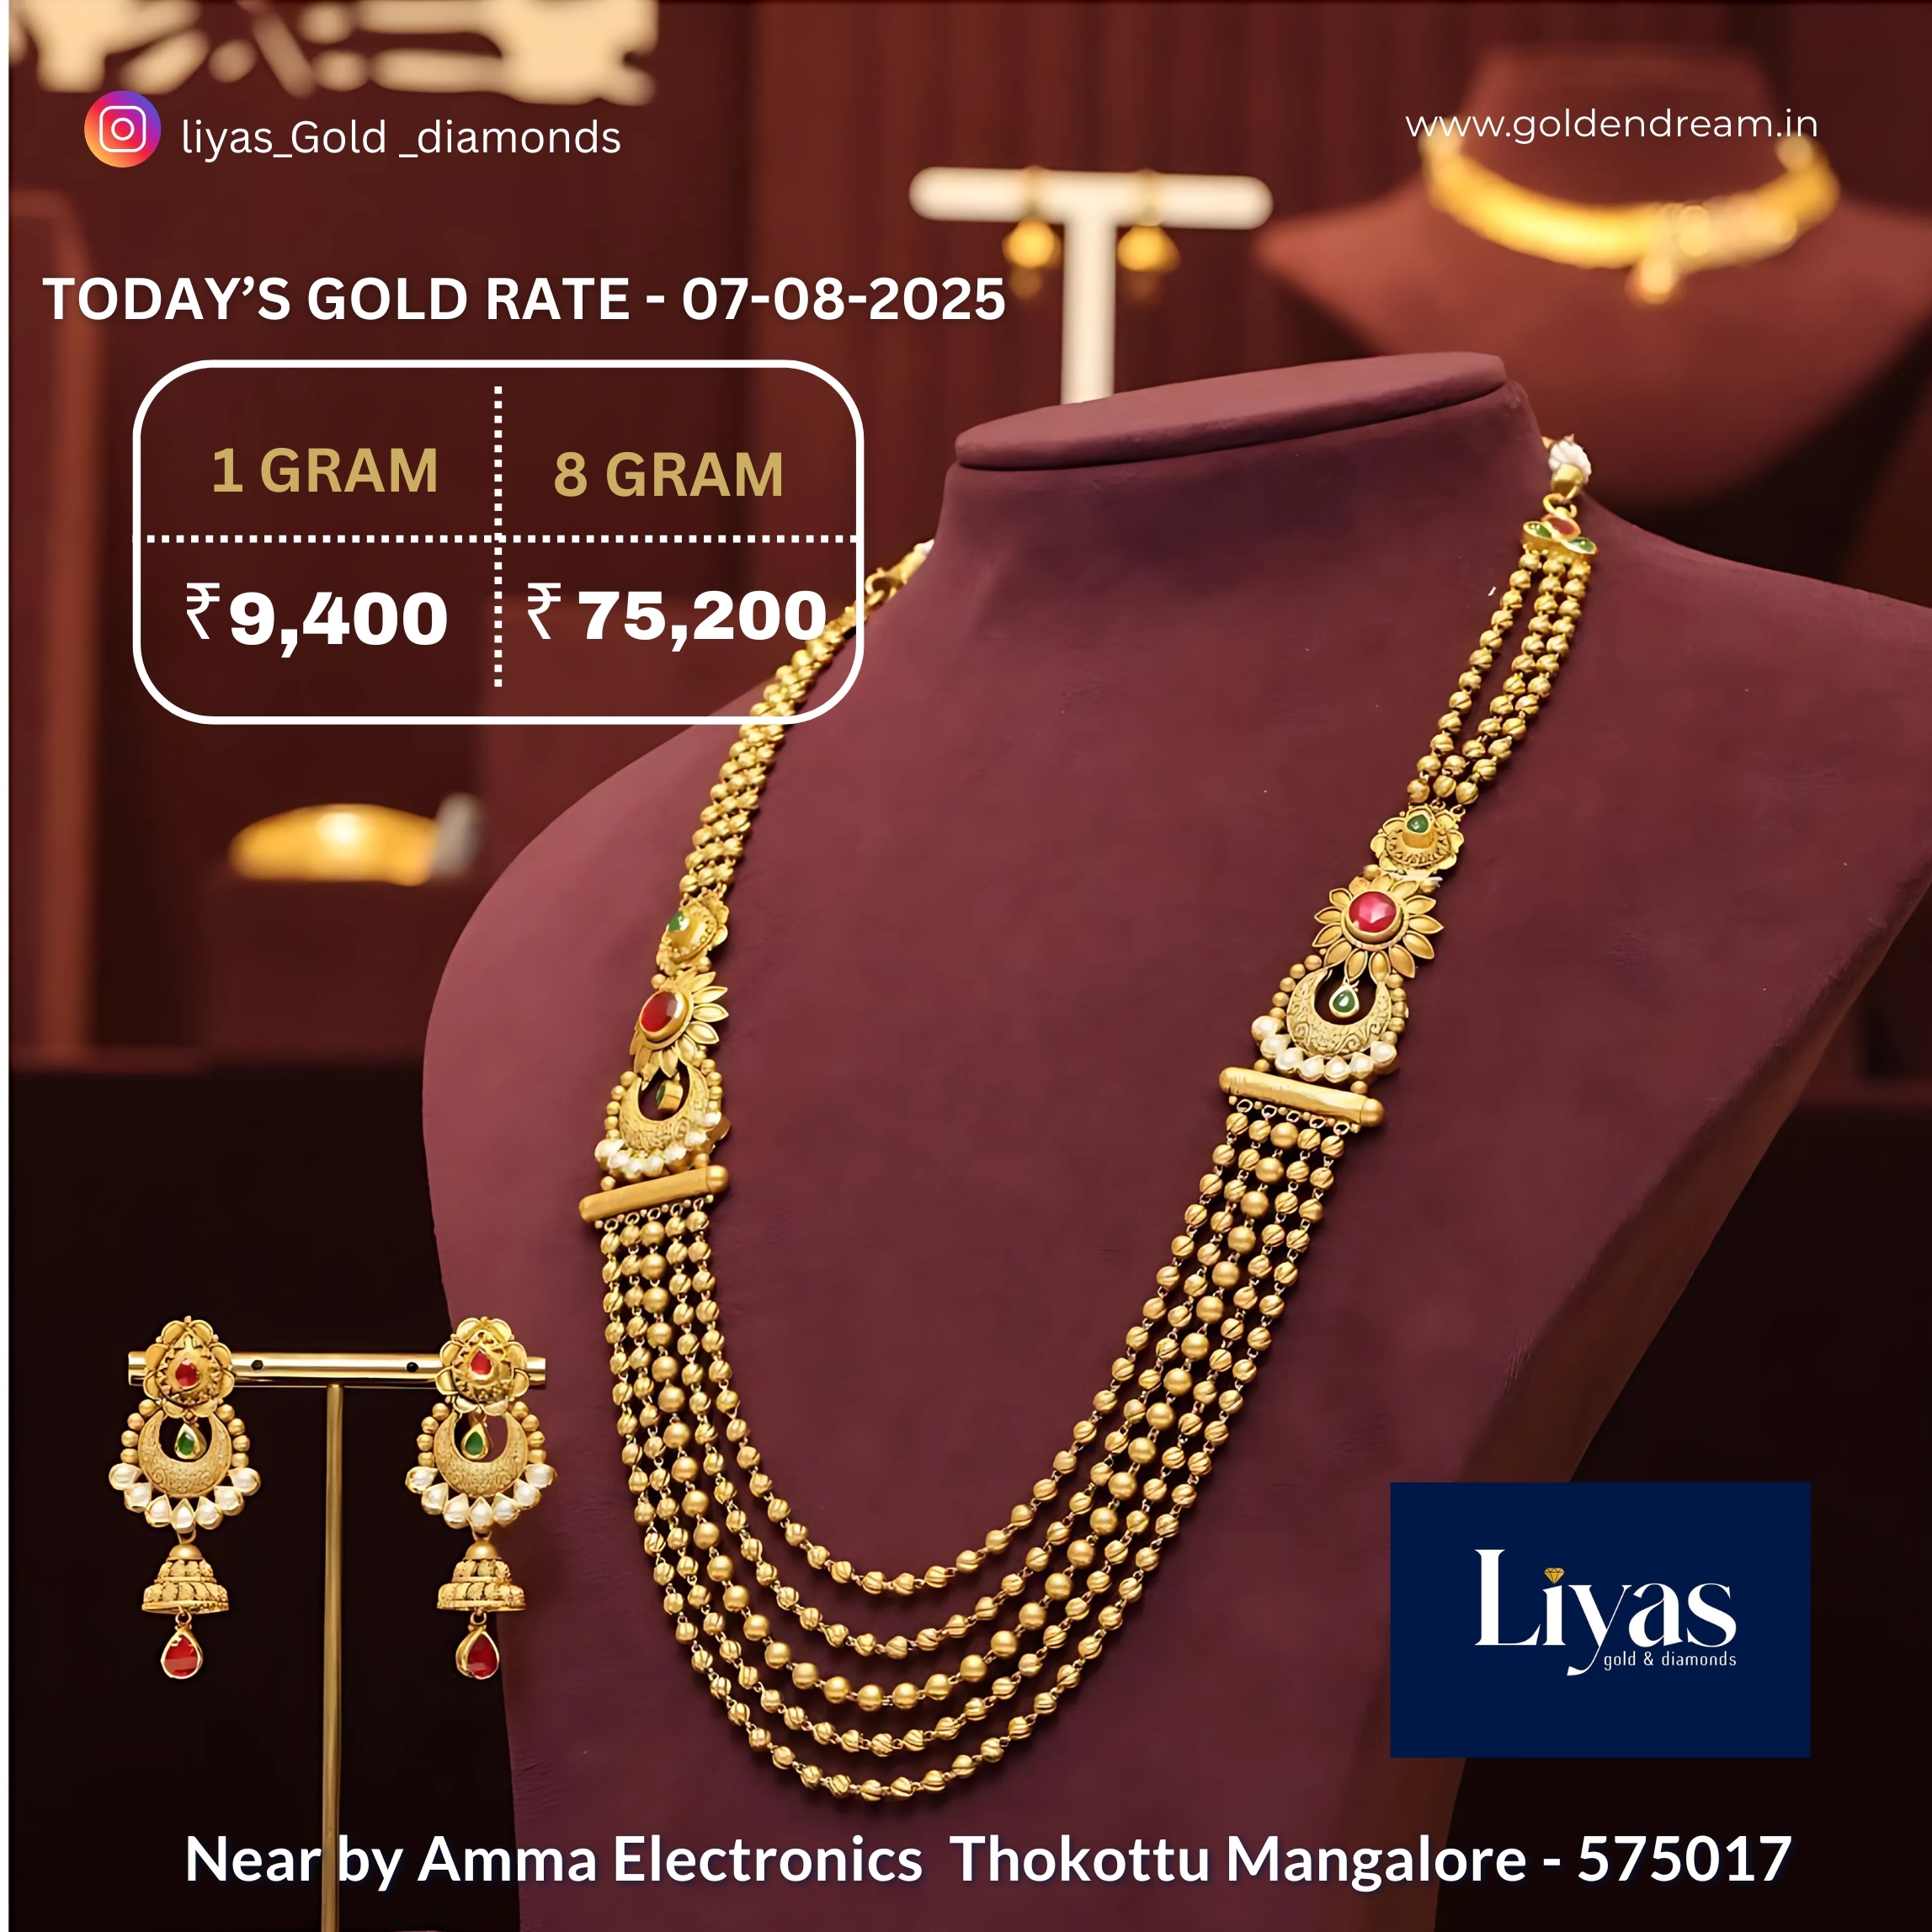 liyas_Gold _diamonds
www.goldendream.in
TODAY’S GOLD RATE - 07-08-2025
1 GRAM
8 GRAM
₹9,400
₹ 75,200
Liyas
gold & diamonds
Near by Amma Electronics  Thokottu Mangalore - 575017